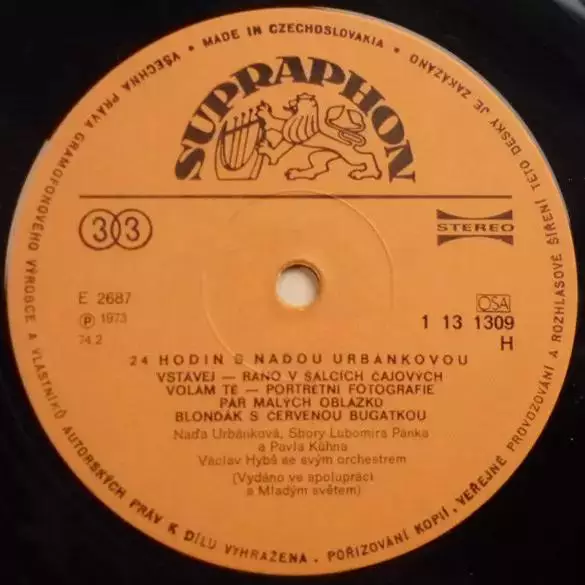 VŠECHNA PRÁVA GRAMOFONOVÉHO VÝROBCE A VLASTNÍKŮ AUTORSKÝCH PRÁV K DÍLU VYHRAŽENA. POŘIZOVÁNÍ KOPIÍ, VEŘEJNÉ PROVOZOVÁNÍ A ROZHLASOVÉ ŠÍŘENÍ TÉTO DESKY JE ZAKÁZÁNO
• MADE IN CZECHOSLOVAKIA •
SUPRAPHON
33
STEREO
E 2687
OSA
℗ 1973
1 13 1309
74.2
H
24 HODIN S NAĎOU URBÁNKOVOU
VSTÁVEJ — RÁNO V ŠÁLCÍCH ČAJOVÝCH
VOLÁM TĚ — PORTRÉTNÍ FOTOGRAFIE
PÁR MALÝCH OBLÁZKŮ
BLONĎÁK S ČERVENOU BUGATKOU
Naďa Urbánková, Sbory Lubomíra Pánka
a Pavla Kühna
Václav Hybš se svým orchestrem
(Vydáno ve spolupráci
s Mladým světem)